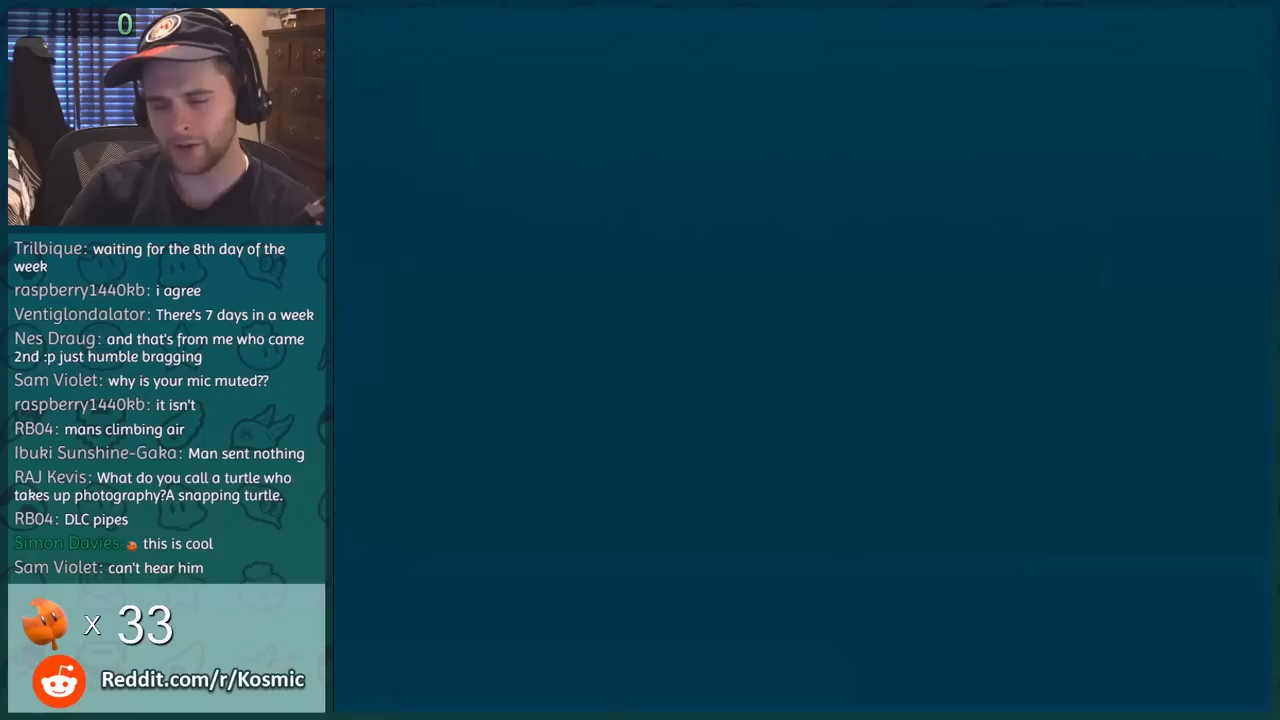 0
Trilbique: waiting for the 8th day of the
week
raspberry1440kb: i agree
Ventiglondalator: There's 7 days in a week
Nes Draug: and that's from me who came
2nd :p just humble bragging
Sam Violet: why is your mic muted??
raspberry1440kb: it isn't
RB04: mans climbing air
Ibuki Sunshine-Gaka: Man sent nothing
RAJ Kevis: What do you call a turtle who
takes up photography?A snapping turtle.
RB04: DLC pipes
Simon Davies this is cool
Sam Violet: can't hear him
x 33
Reddit.com/r/Kosmic